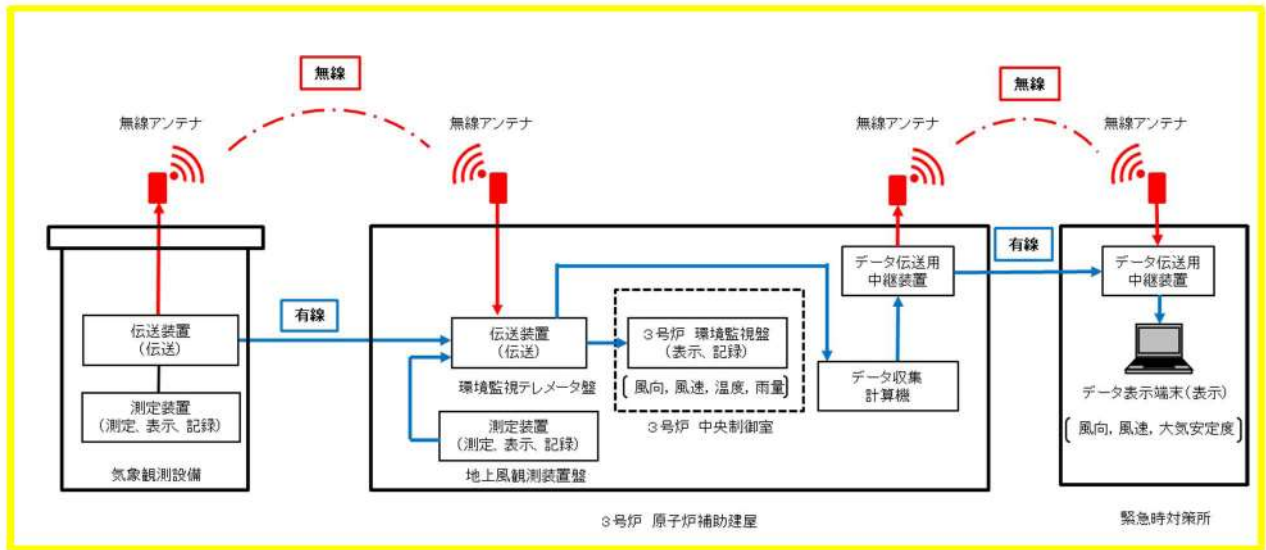 無線
無線
無線アンテナ
無線アンテナ
無線アンテナ
無線アンテナ
有線
有線
伝送装置
(伝送)
測定装置
(測定、表示、記録)
気象観測設備
伝送装置
(伝送)
環境監視テレメータ盤
測定装置
(測定、表示、記録)
地上風観測装置盤
3号炉 環境監視盤
(表示、記録)
[風向,風速,温度,雨量]
3号炉 中央制御室
データ伝送用
中継装置
データ収集
計算機
3号炉 原子炉補助建屋
データ伝送用
中継装置
データ表示端末(表示)
[風向,風速,大気安定度]
緊急時対策所